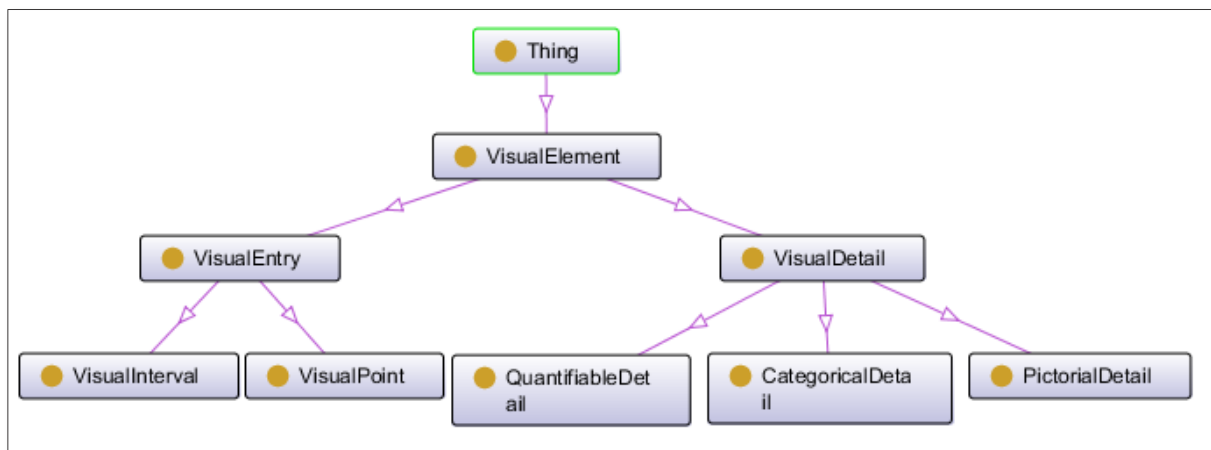 Thing
VisualElement
VisualEntry
VisualDetail
VisualInterval
VisualPoint
QuantifiableDet
ail
CategoricalDeta
il
PictorialDetail